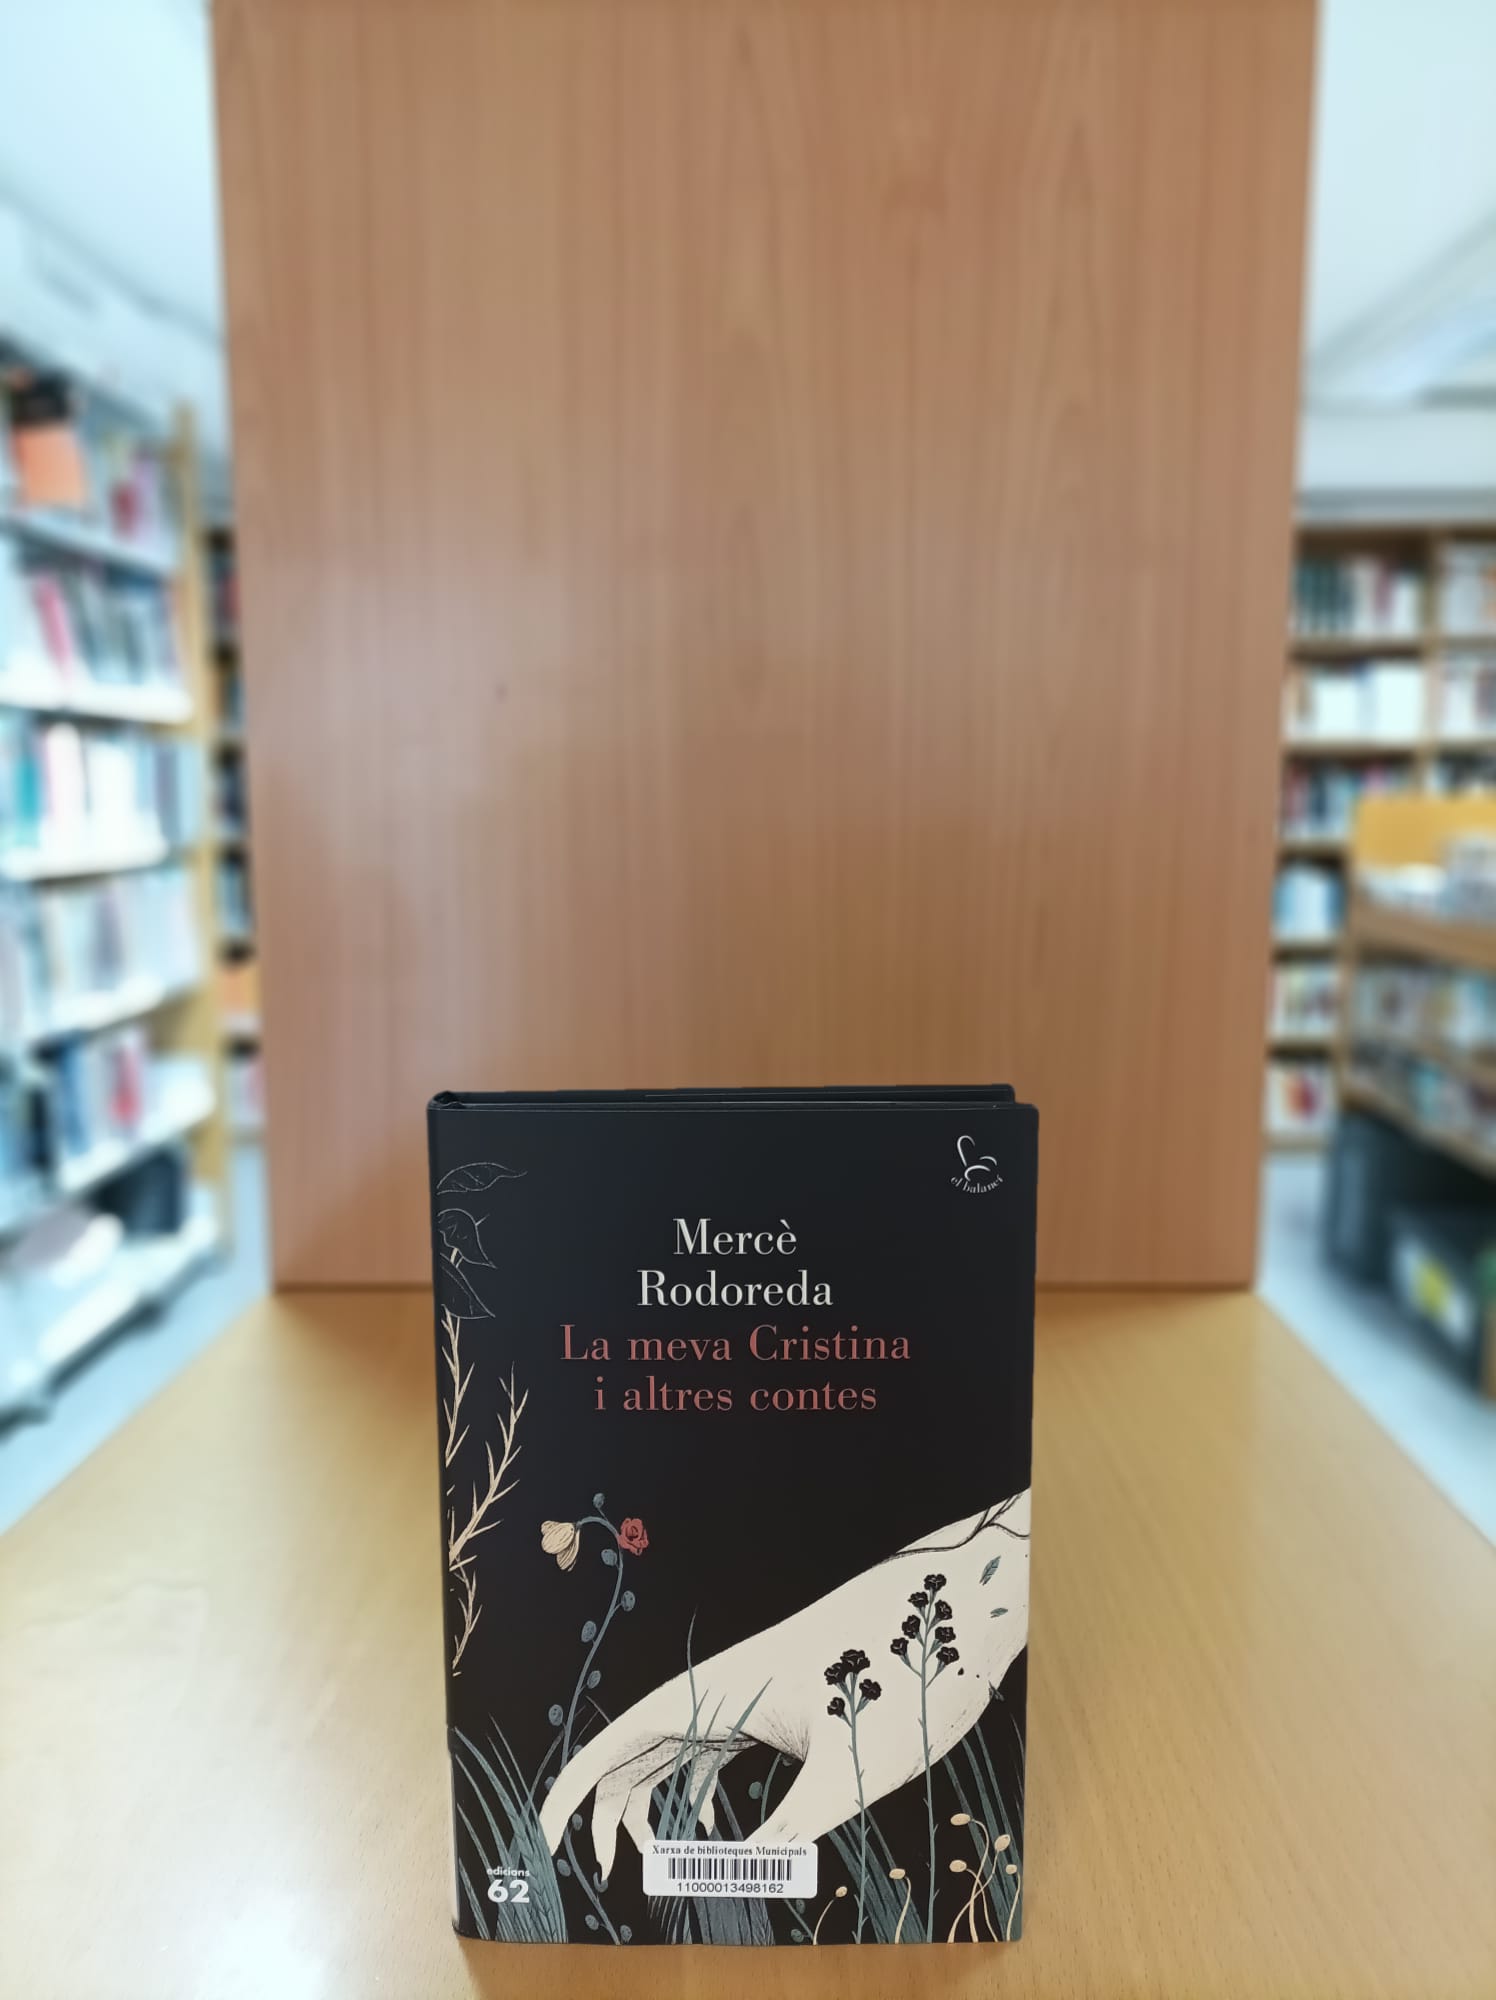 el balancí
Mercè
Rodoreda
La meva Cristina
i altres contes
edicions
62
Xarxa de biblioteques Municipals
11000013498162